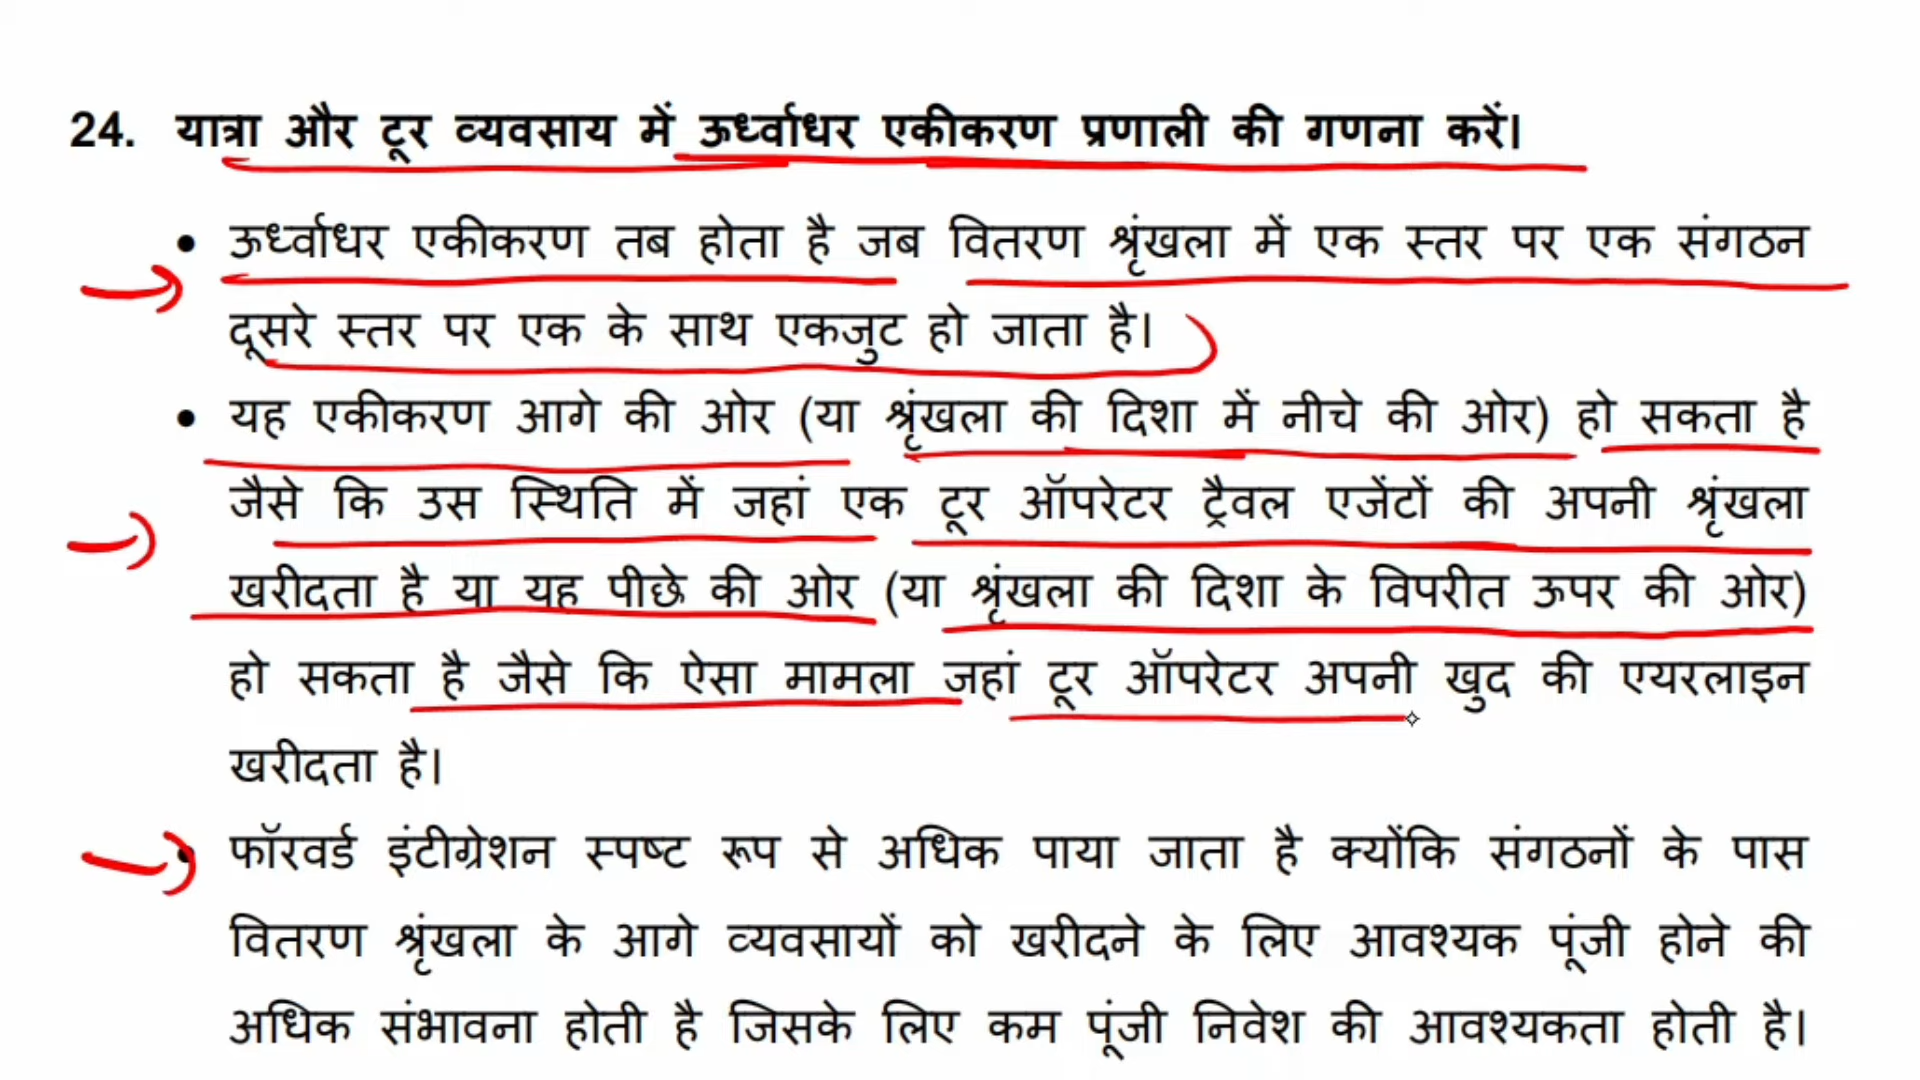 24. यात्रा और टूर व्यवसाय में ऊर्ध्वाधर एकीकरण प्रणाली की गणना करें।
• ऊर्ध्वाधर एकीकरण तब होता है जब वितरण श्रृंखला में एक स्तर पर एक संगठन
दूसरे स्तर पर एक के साथ एकजुट हो जाता है।
• यह एकीकरण आगे की ओर (या श्रृंखला की दिशा में नीचे की ओर) हो सकता है
जैसे कि उस स्थिति में जहां एक टूर ऑपरेटर ट्रैवल एजेंटों की अपनी श्रृंखला
खरीदता है या यह पीछे की ओर (या श्रृंखला की दिशा के विपरीत ऊपर की ओर)
हो सकता है जैसे कि ऐसा मामला जहां टूर ऑपरेटर अपनी खुद की एयरलाइन
खरीदता है।
• फॉरवर्ड इंटीग्रेशन स्पष्ट रूप से अधिक पाया जाता है क्योंकि संगठनों के पास
वितरण श्रृंखला के आगे व्यवसायों को खरीदने के लिए आवश्यक पूंजी होने की
अधिक संभावना होती है जिसके लिए कम पूंजी निवेश की आवश्यकता होती है।